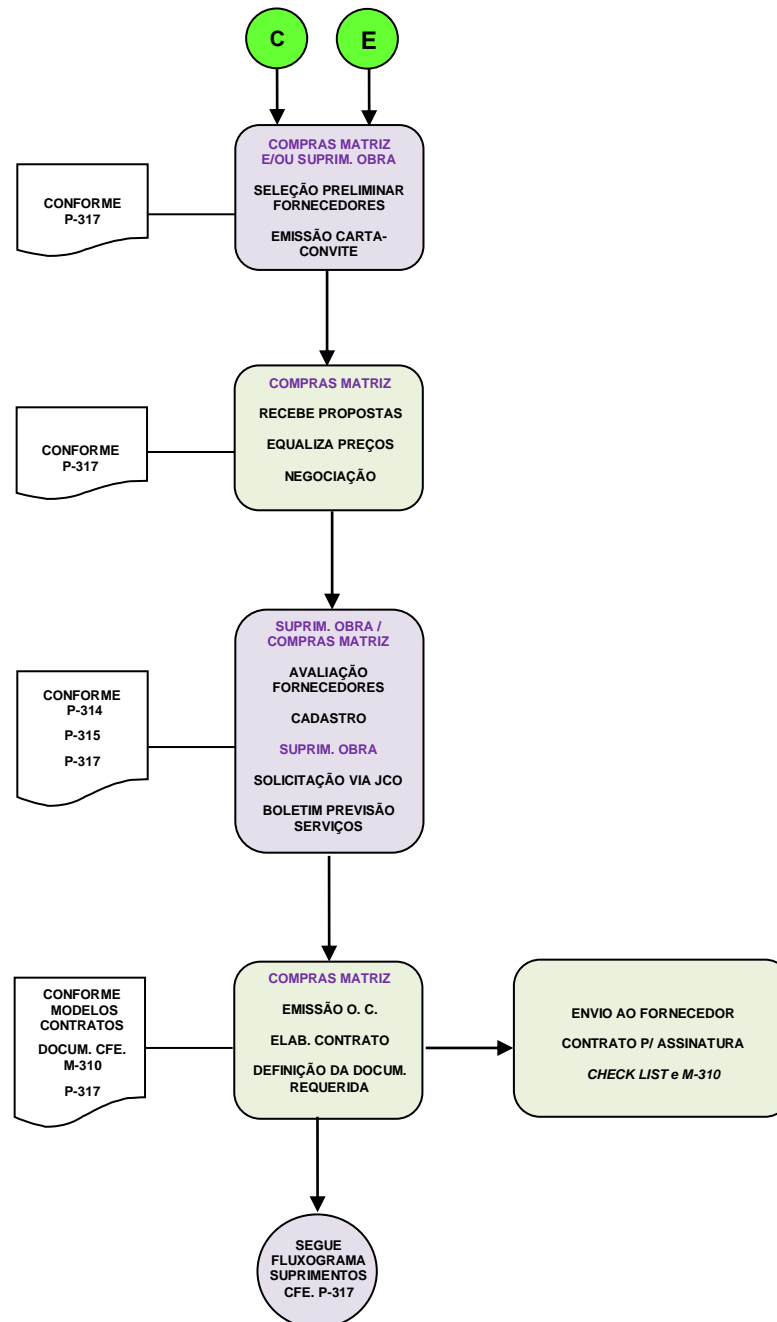 C
E
COMPRAS MATRIZ
E/OU SUPRIM. OBRA
SELEÇÃO PRELIMINAR
FORNECEDORES
EMISSÃO CARTA-
CONVITE
CONFORME
P-317
COMPRAS MATRIZ
RECEBE PROPOSTAS
EQUALIZA PREÇOS
NEGOCIAÇÃO
CONFORME
P-317
SUPRIM. OBRA /
COMPRAS MATRIZ
AVALIAÇÃO
FORNECEDORES
CADASTRO
SUPRIM. OBRA
SOLICITAÇÃO VIA JCO
BOLETIM PREVISÃO
SERVIÇOS
CONFORME
P-314
P-315
P-317
COMPRAS MATRIZ
EMISSÃO O. C.
ELAB. CONTRATO
DEFINIÇÃO DA DOCUM.
REQUERIDA
CONFORME
MODELOS
CONTRATOS
DOCUM. CFE.
M-310
P-317
ENVIO AO FORNECEDOR
CONTRATO P/ ASSINATURA
CHECK LIST e M-310
SEGUE
FLUXOGRAMA
SUPRIMENTOS
CFE. P-317